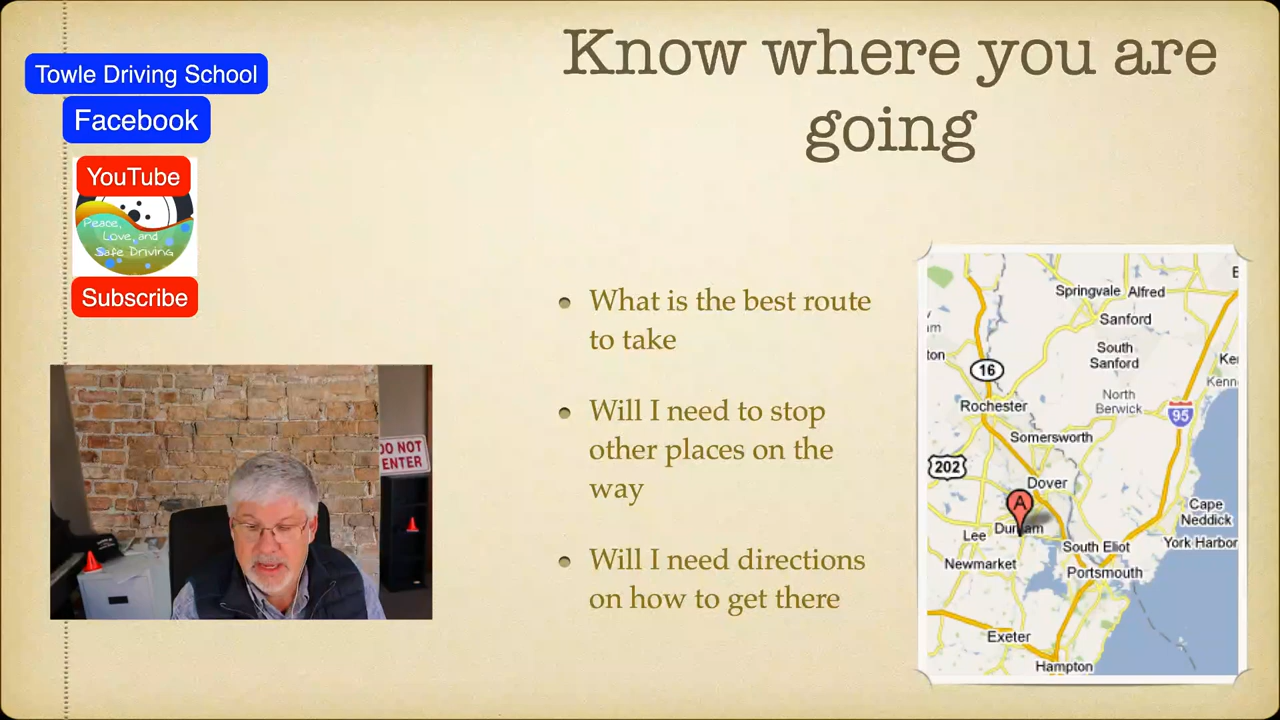 Know where you are
going
Towle Driving School
Facebook
YouTube
Peace,
Love, and
Safe Driving
Subscribe
DO NOT
ENTER
What is the best route
to take
Will I need to stop
other places on the
way
Will I need directions
on how to get there
Springvale Alfred
Sanford
South
Sanford
16
North
Berwick
95
Rochester
Somersworth
202
Dover
A
Durham
Lee
Cape
Neddick
York Harbor
South Eliot
Newmarket
Portsmouth
Exeter
Hampton